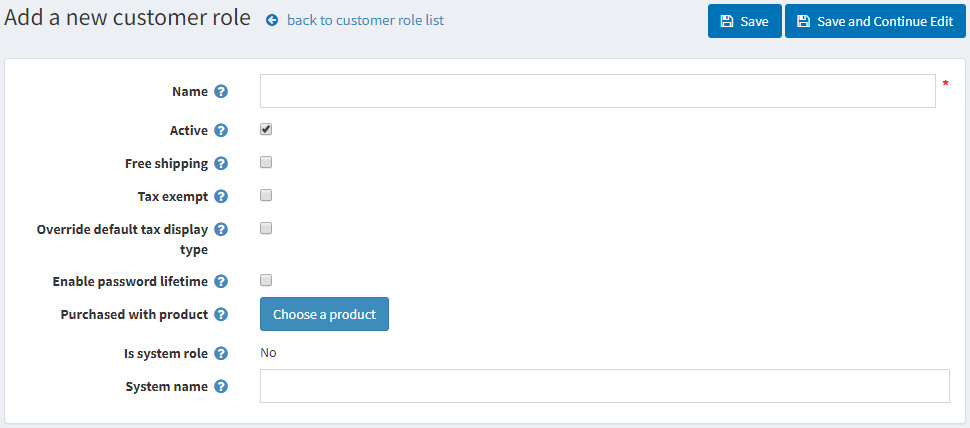 Add a new customer role back to customer role list Save Save and Continue Edit
Name *
Active
Free shipping
Tax exempt
Override default tax display
type
Enable password lifetime
Purchased with product Choose a product
Is system role No
System name